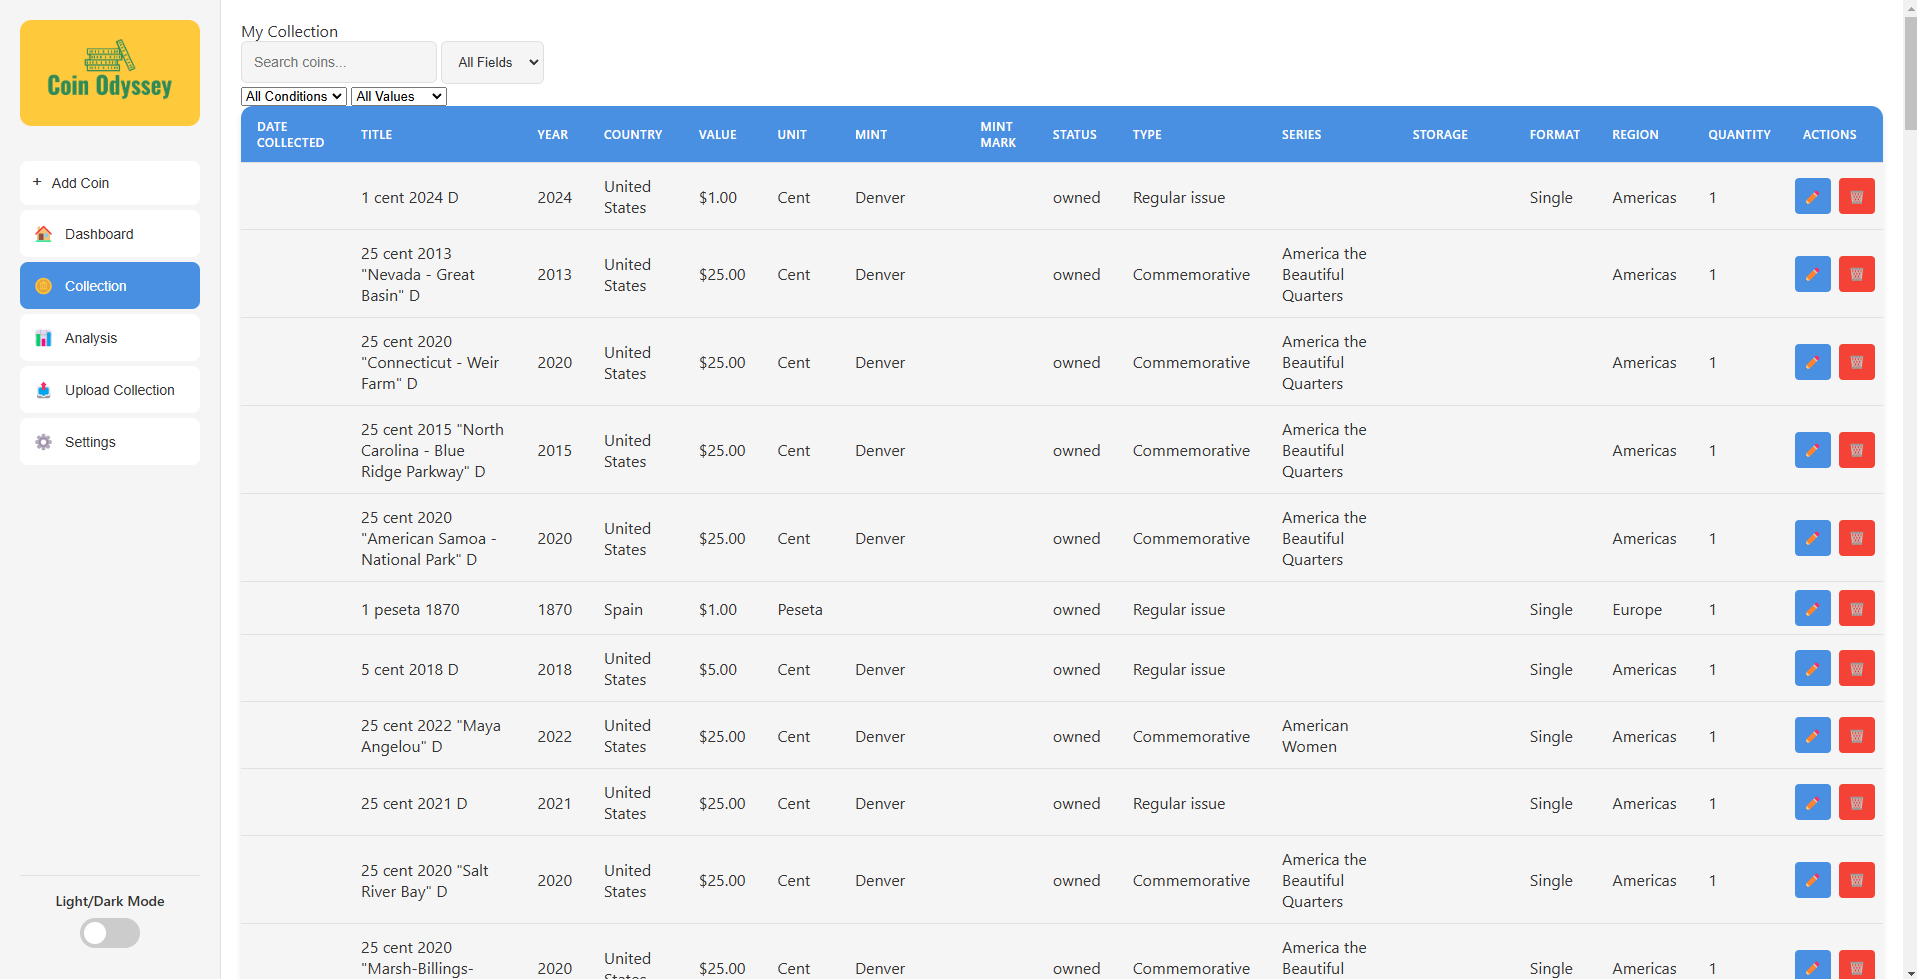 Coin Odyssey
+ Add Coin
Dashboard
Collection
Analysis
Upload Collection
Settings
Light/Dark Mode
My Collection
Search coins...
All Fields
All Conditions All Values
DATE COLLECTED TITLE YEAR COUNTRY VALUE UNIT MINT MINT MARK STATUS TYPE SERIES STORAGE FORMAT REGION QUANTITY ACTIONS
1 cent 2024 D 2024 United States $1.00 Cent Denver owned Regular issue Single Americas 1
25 cent 2013 "Nevada - Great Basin" D 2013 United States $25.00 Cent Denver owned Commemorative America the Beautiful Quarters Americas 1
25 cent 2020 "Connecticut - Weir Farm" D 2020 United States $25.00 Cent Denver owned Commemorative America the Beautiful Quarters Americas 1
25 cent 2015 "North Carolina - Blue Ridge Parkway" D 2015 United States $25.00 Cent Denver owned Commemorative America the Beautiful Quarters Americas 1
25 cent 2020 "American Samoa - National Park" D 2020 United States $25.00 Cent Denver owned Commemorative America the Beautiful Quarters Americas 1
1 peseta 1870 1870 Spain $1.00 Peseta owned Regular issue Single Europe 1
5 cent 2018 D 2018 United States $5.00 Cent Denver owned Regular issue Single Americas 1
25 cent 2022 "Maya Angelou" D 2022 United States $25.00 Cent Denver owned Commemorative American Women Single Americas 1
25 cent 2021 D 2021 United States $25.00 Cent Denver owned Regular issue Single Americas 1
25 cent 2020 "Salt River Bay" D 2020 United States $25.00 Cent Denver owned Commemorative America the Beautiful Quarters Single Americas 1
25 cent 2020 "Marsh-Billings- 2020 United States $25.00 Cent Denver owned Commemorative America the Beautiful Single Americas 1